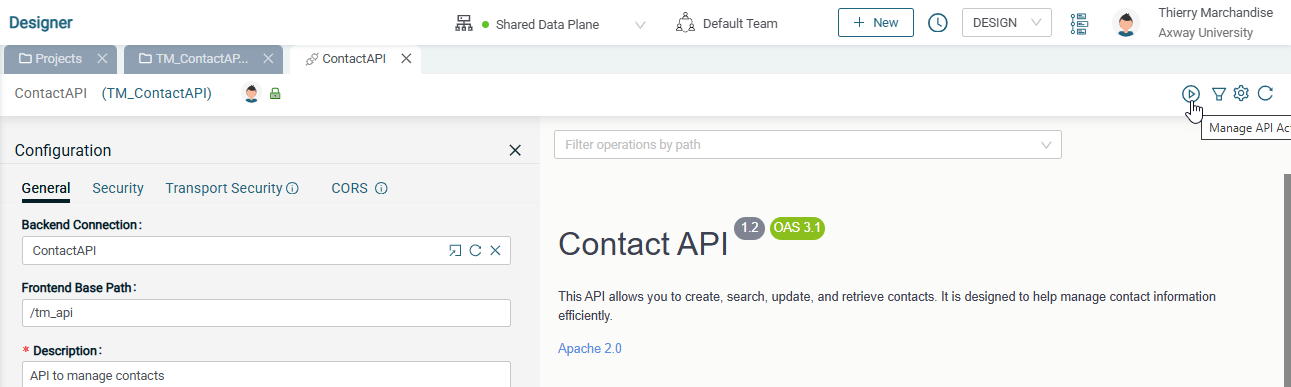 Designer
Shared Data Plane
Default Team
+ New
DESIGN
Thierry Marchandise
Axway University
Projects
TM_ContactAP...
ContactAPI
ContactAPI (TM_ContactAPI)
Manage API Ac
Configuration
Filter operations by path
General Security Transport Security CORS
Backend Connection:
ContactAPI
Frontend Base Path:
/tm_api
* Description:
API to manage contacts
Contact API 1.2 OAS 3.1
This API allows you to create, search, update, and retrieve contacts. It is designed to help manage contact information
efficiently.
Apache 2.0